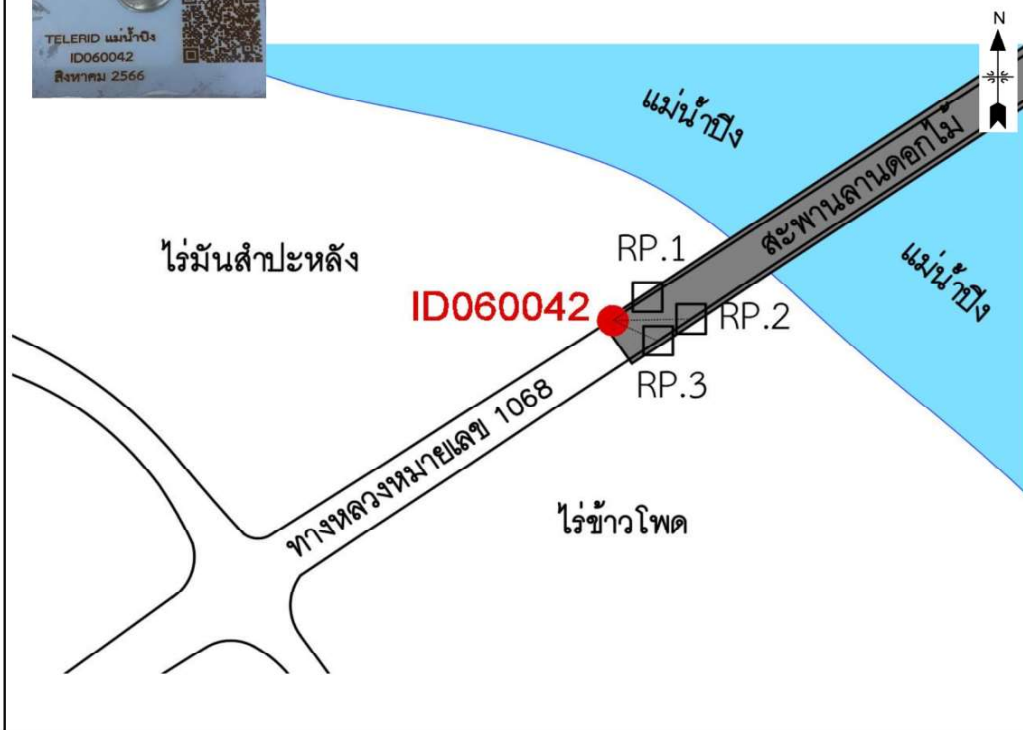 TELERID แม่น้ำปิง
ID060042
สิงหาคม 2566
N
แม่น้ำปิง
สะพานลานดอกไม้
ไร่มันสำปะหลัง
RP.1
แม่น้ำปิง
ID060042
RP.2
RP.3
ทางหลวงหมายเลข 1068
ไร่ข้าวโพด